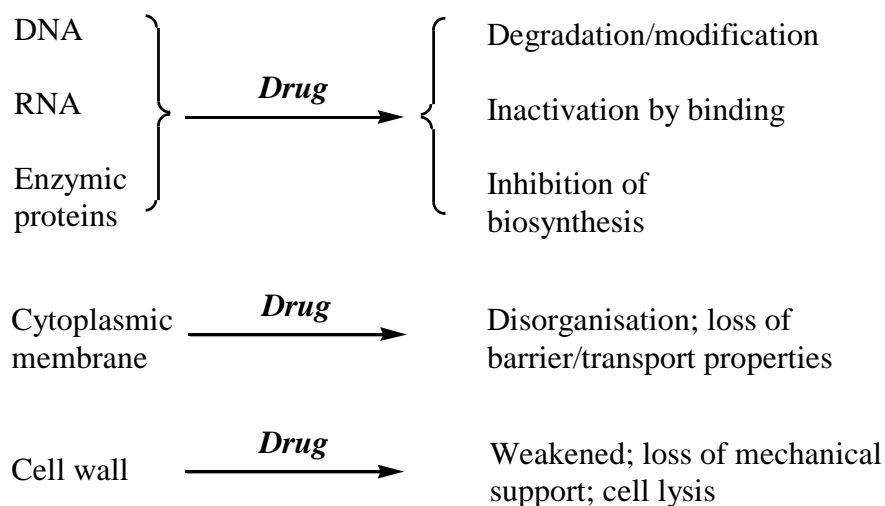 DNA
Degradation/modification
Drug
RNA
Inactivation by binding
Enzymic
proteins
Inhibition of
biosynthesis
Drug
Cytoplasmic
membrane
Disorganisation; loss of
barrier/transport properties
Drug
Cell wall
Weakened; loss of mechanical
support; cell lysis